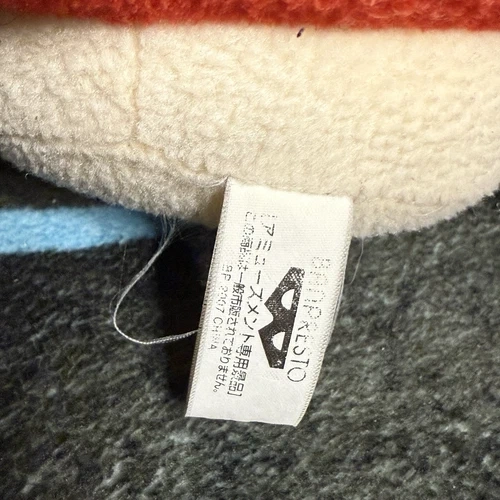 BANPRESTO
[アミューズメント専用景品]
この商品は一般市販されておりません。
2007 CHINA